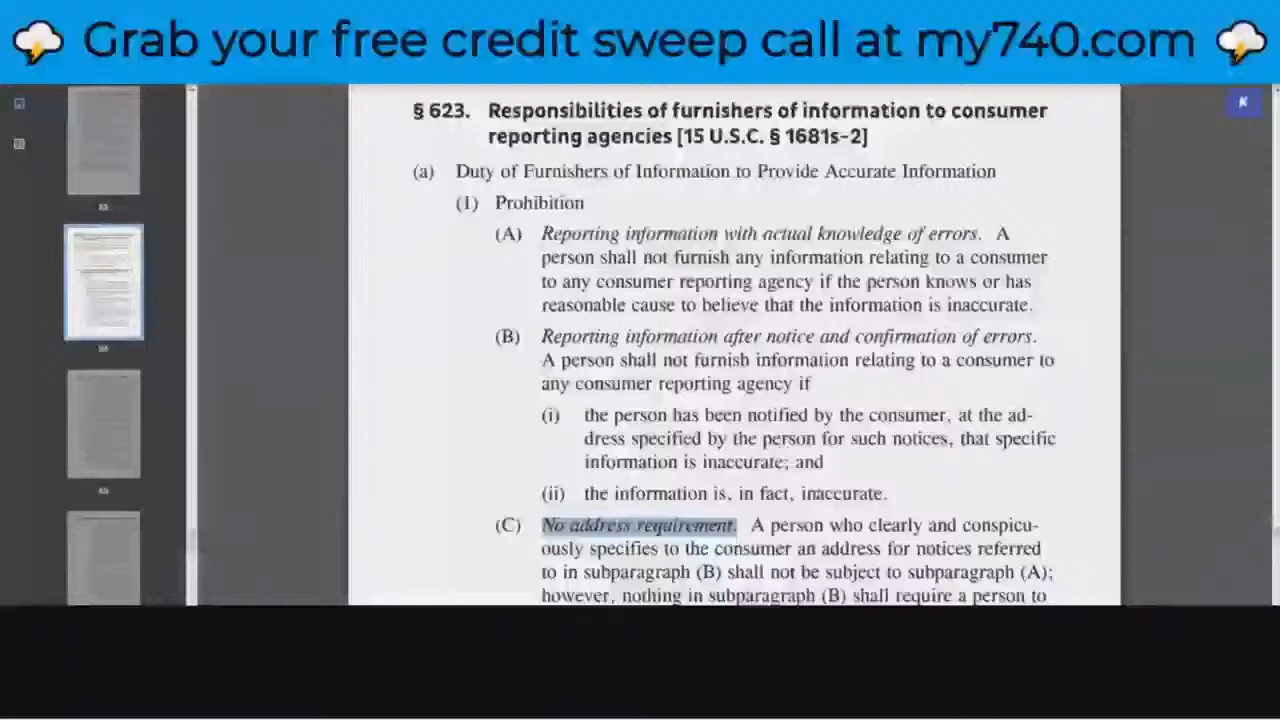 Grab your free credit sweep call at my740.com
§ 623. Responsibilities of furnishers of information to consumer
reporting agencies [15 U.S.C. § 1681s-2]
(a) Duty of Furnishers of Information to Provide Accurate Information
(1) Prohibition
(A) Reporting information with actual knowledge of errors. A
person shall not furnish any information relating to a consumer
to any consumer reporting agency if the person knows or has
reasonable cause to believe that the information is inaccurate.
(B) Reporting information after notice and confirmation of errors.
A person shall not furnish information relating to a consumer to
any consumer reporting agency if
(i) the person has been notified by the consumer, at the ad-
dress specified by the person for such notices, that specific
information is inaccurate; and
(ii) the information is, in fact, inaccurate.
(C) No address requirement. A person who clearly and conspicu-
ously specifies to the consumer an address for notices referred
to in subparagraph (B) shall not be subject to subparagraph (A);
however, nothing in subparagraph (B) shall require a person to